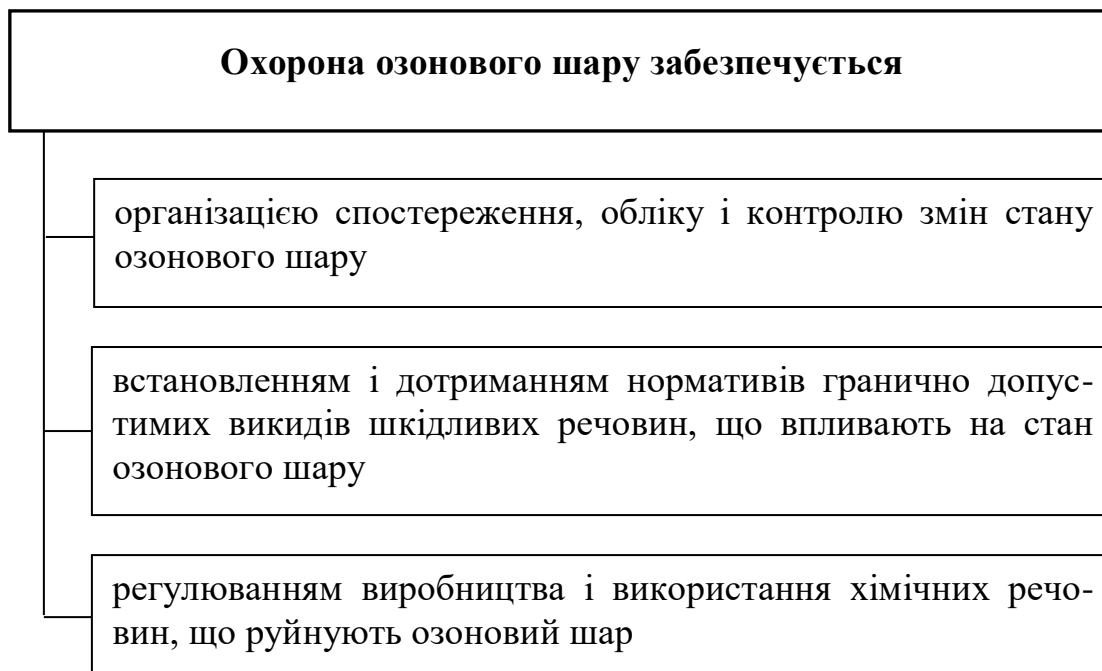 Охорона озонового шару забезпечується
організацією спостереження, обліку і контролю змін стану
озонового шару
встановленням і дотриманням нормативів гранично допус-
тимих викидів шкідливих речовин, що впливають на стан
озонового шару
регулюванням виробництва і використання хімічних речо-
вин, що руйнують озоновий шар